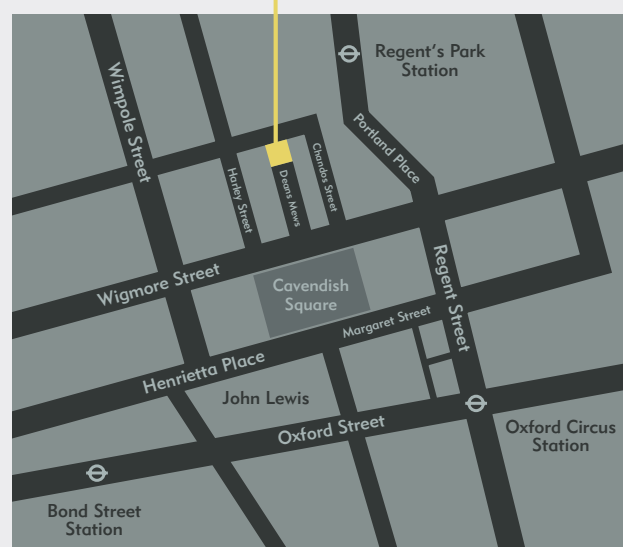 Regent's Park
Station
Wimpole Street
Portland Place
Harley Street
Deans Mews
Chandos Street
Wigmore Street
Cavendish
Square
Regent Street
Margaret Street
Henrietta Place
John Lewis
Oxford Street
Oxford Circus
Station
Bond Street
Station